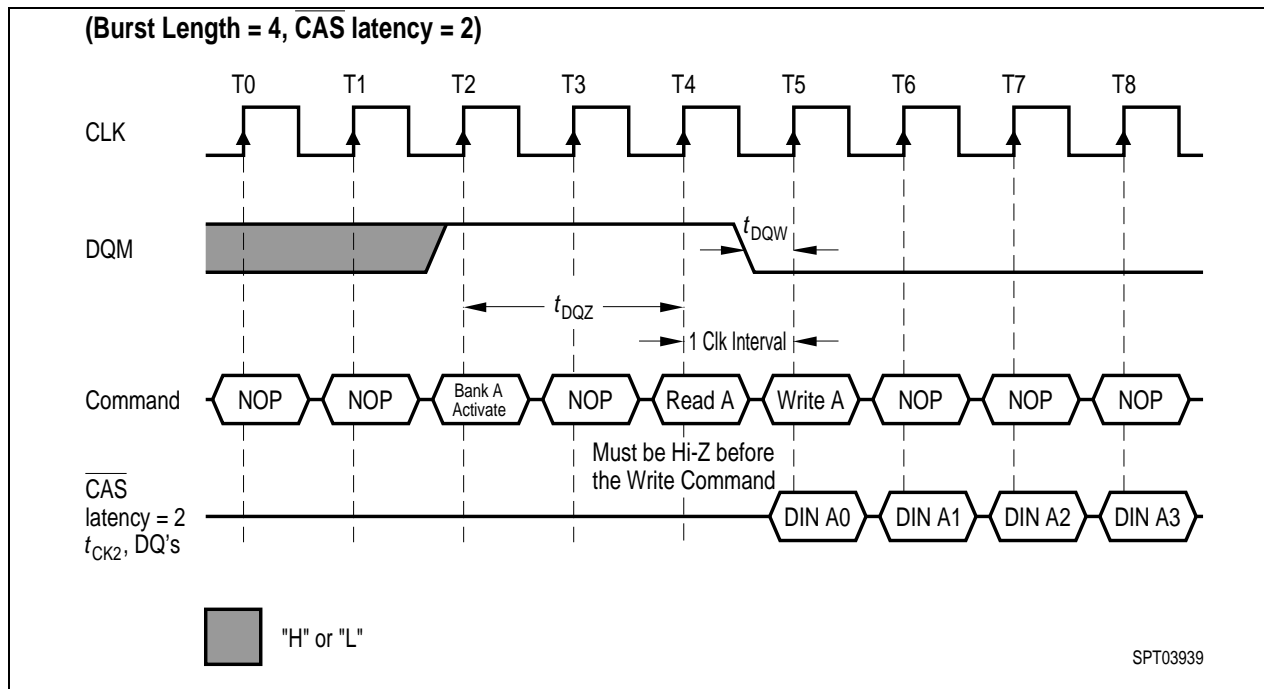 (Burst Length = 4, CAS latency = 2)
T0 T1 T2 T3 T4 T5 T6 T7 T8
CLK
DQM
tDQW
tDQZ
1 Clk Interval
Command
NOP
NOP
Bank A
Activate
NOP
Read A
Write A
NOP
NOP
NOP
Must be Hi-Z before
the Write Command
CAS
latency = 2
tCK2, DQ's
DIN A0
DIN A1
DIN A2
DIN A3
"H" or "L"
SPT03939